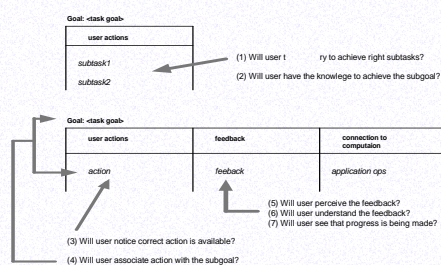 Goal: <task goal>
user actions
subtask1
subtask2
(1) Will user t ry to achieve right subtasks?
(2) Will user have the knowlege to achieve the subgoal?
Goal: <task goal>
user actions feedback connection to
computaion
action feeback application ops
(5) Will user perceive the feedback?
(6) Will user understand the feedback?
(7) Will user see that progress is being made?
(3) Will user notice correct action is available?
(4) Will user associate action with the subgoal?